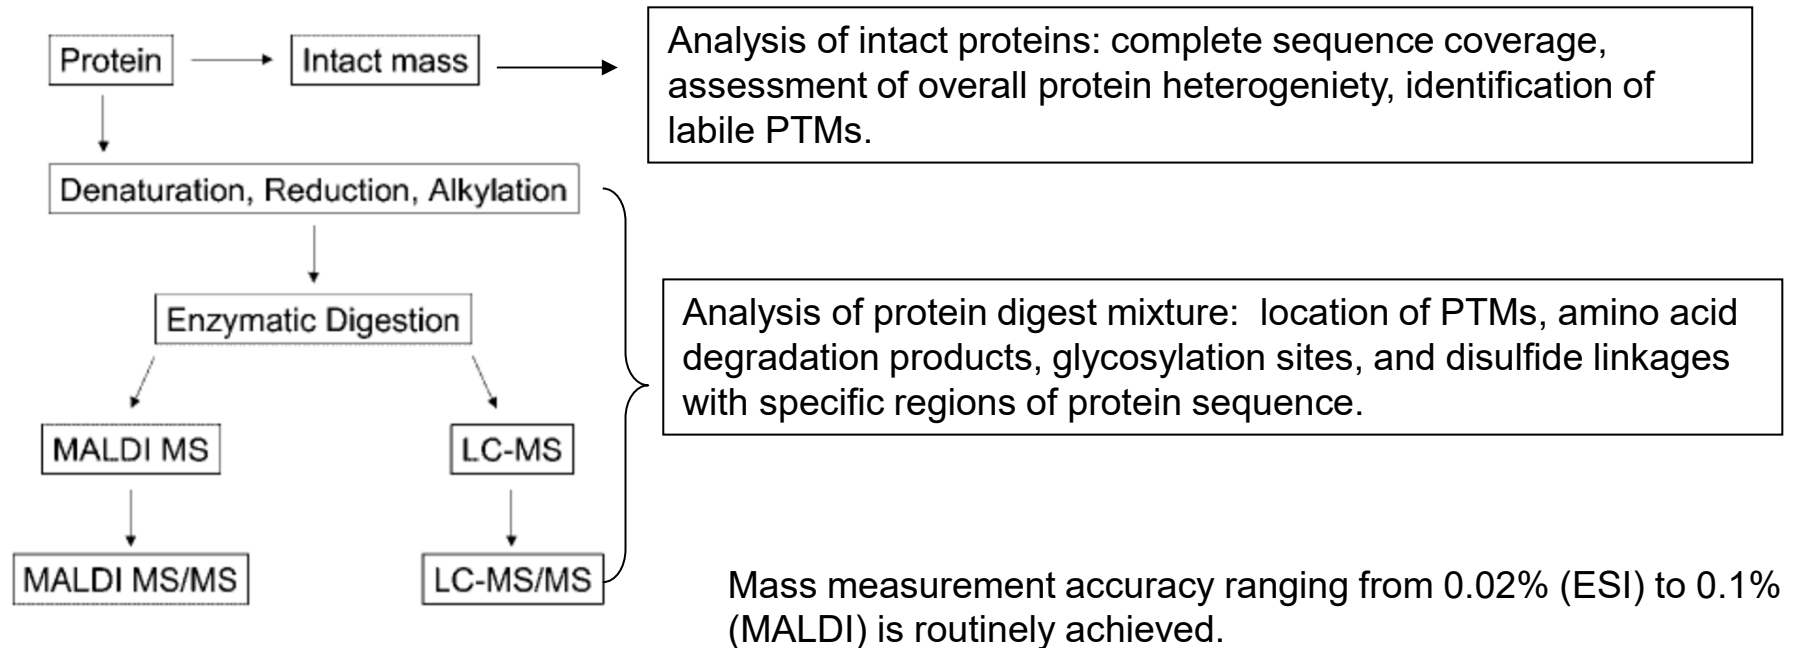 Protein
Intact mass
Analysis of intact proteins: complete sequence coverage,
assessment of overall protein heterogeniety, identification of
labile PTMs.
Denaturation, Reduction, Alkylation
Enzymatic Digestion
Analysis of protein digest mixture:  location of PTMs, amino acid
degradation products, glycosylation sites, and disulfide linkages
with specific regions of protein sequence.
MALDI MS
LC-MS
MALDI MS/MS
LC-MS/MS
Mass measurement accuracy ranging from 0.02% (ESI) to 0.1%
(MALDI) is routinely achieved.